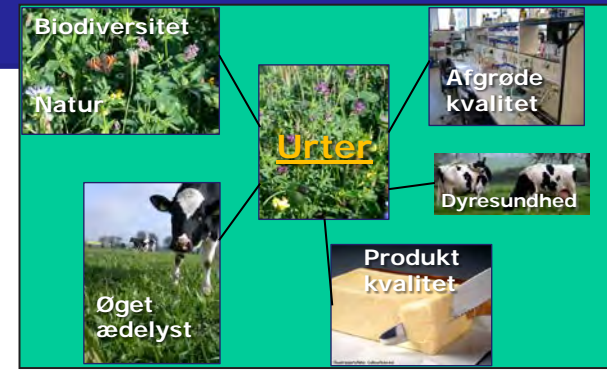 Biodiversitet
Natur
Afgrøde
kvalitet
Urter
Dyresundhed
Øget
ædelyst
Produkt
kvalitet